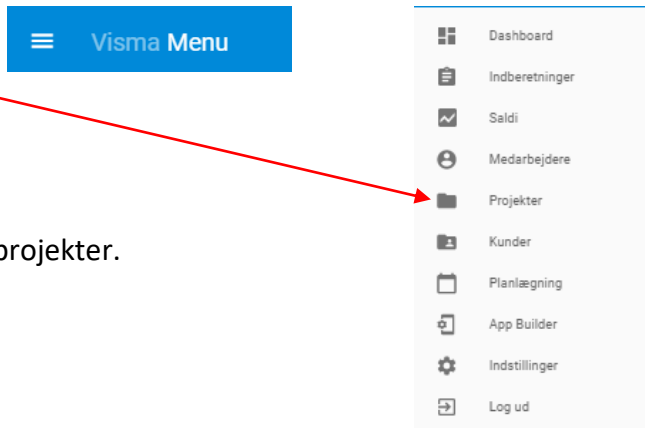 Visma Menu
projekter.
Dashboard
Indberetninger
Saldi
Medarbejdere
Projekter
Kunder
Planlægning
App Builder
Indstillinger
Log ud